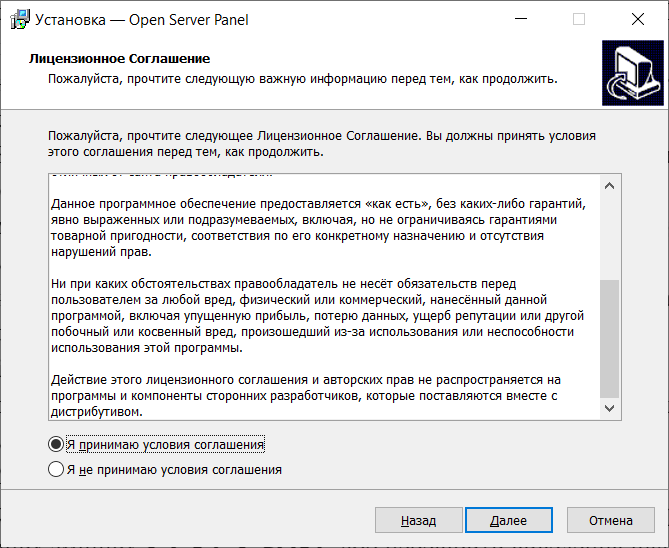 Установка — Open Server Panel
Лицензионное Соглашение
Пожалуйста, прочтите следующую важную информацию перед тем, как продолжить.
Пожалуйста, прочтите следующее Лицензионное Соглашение. Вы должны принять условия
этого соглашения перед тем, как продолжить.
Данное программное обеспечение предоставляется «как есть», без каких-либо гарантий,
явно выраженных или подразумеваемых, включая, но не ограничиваясь гарантиями
товарной пригодности, соответствия по его конкретному назначению и отсутствия
нарушений прав.
Ни при каких обстоятельствах правообладатель не несёт обязательств перед
пользователем за любой вред, физический или коммерческий, нанесённый данной
программой, включая упущенную прибыль, потерю данных, ущерб репутации или другой
побочный или косвенный вред, произошедший из-за использования или неспособности
использования этой программы.
Действие этого лицензионного соглашения и авторских прав не распространяется на
программы и компоненты сторонних разработчиков, которые поставляются вместе с
дистрибутивом.
Я принимаю условия соглашения
Я не принимаю условия соглашения
Назад
Далее
Отмена